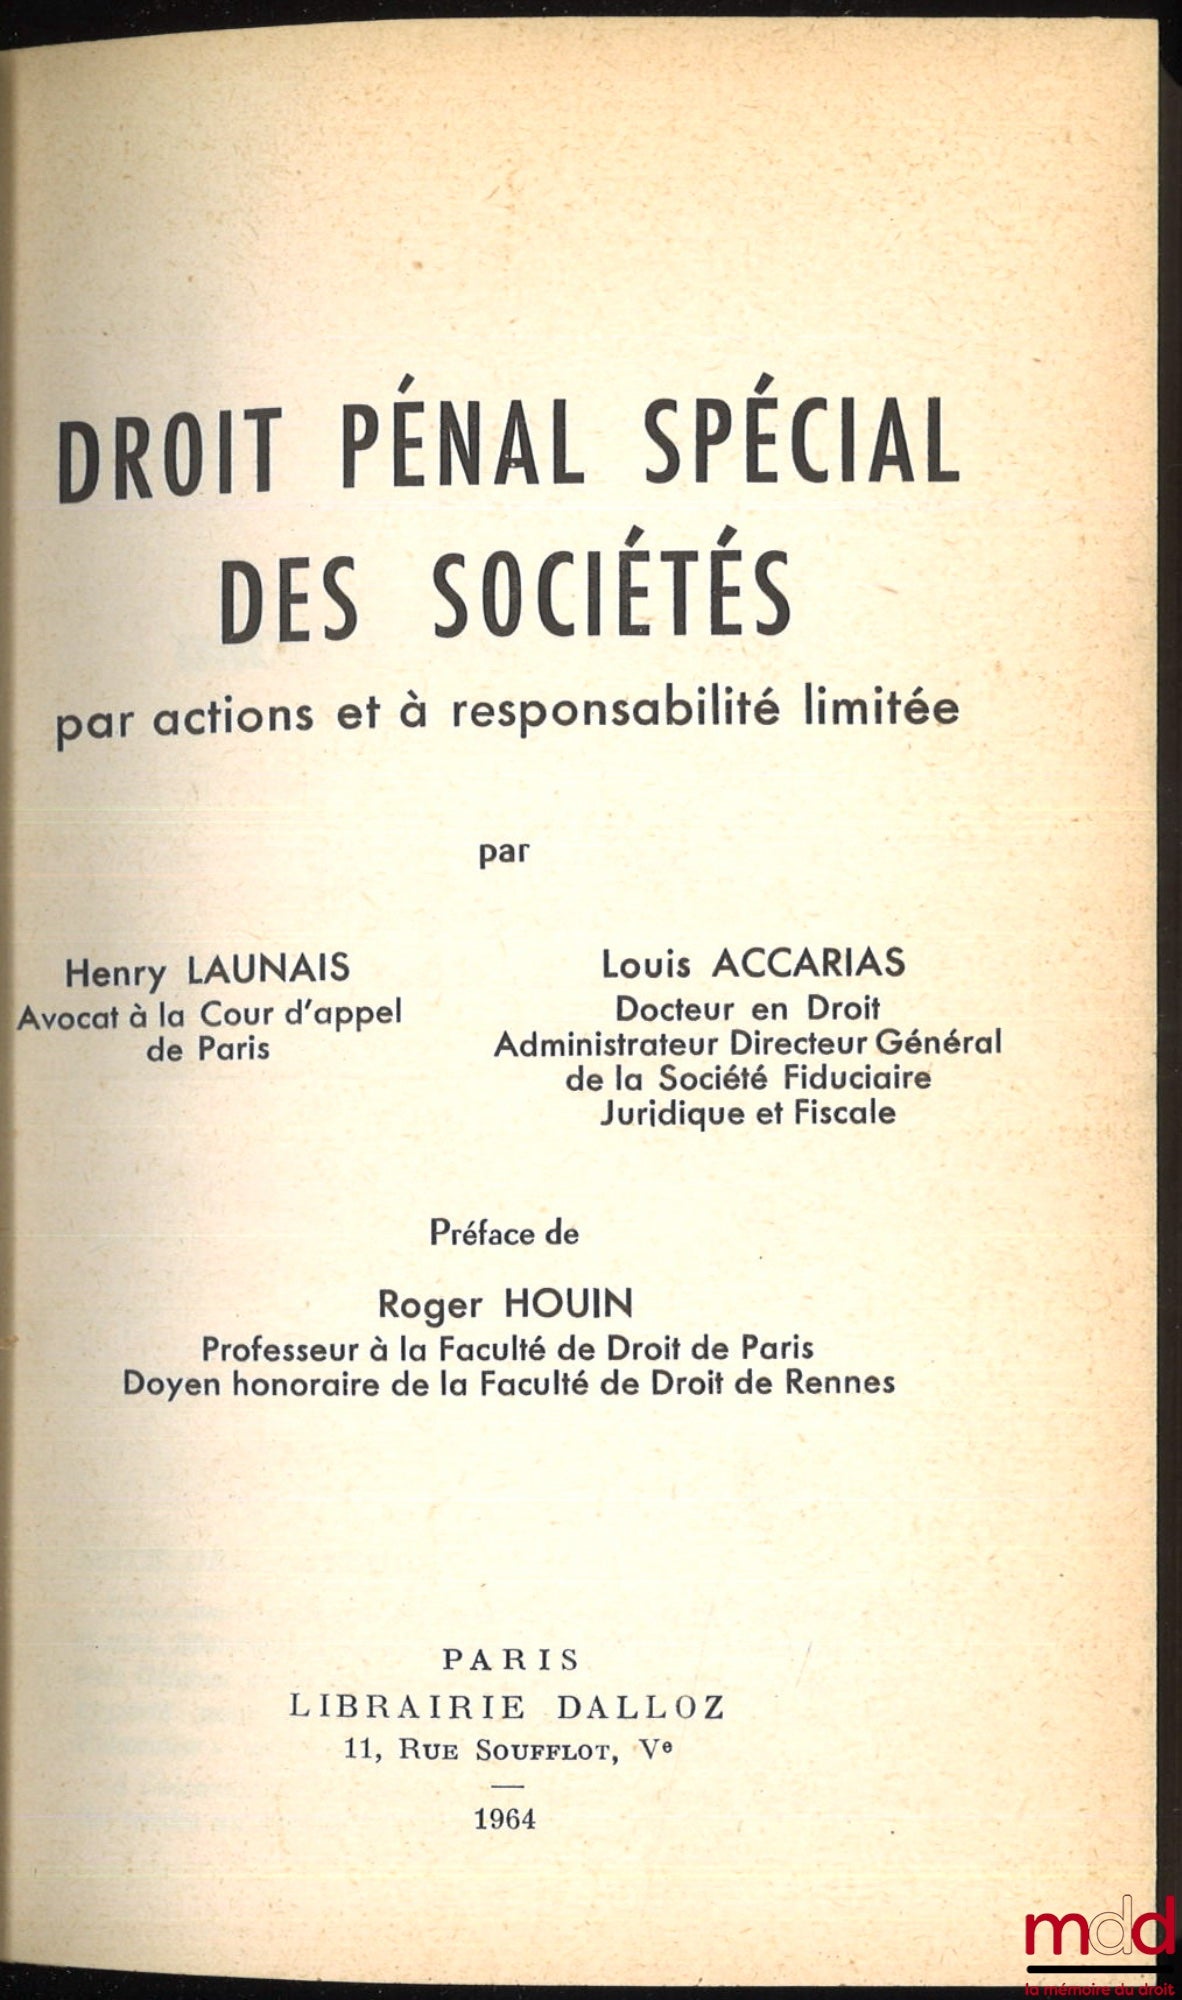 DROIT PÉNAL SPÉCIAL
DES SOCIÉTÉS
par actions et à responsabilité limitée
par
Henry LAUNAIS
Avocat à la Cour d'appel
de Paris
Louis ACCARIAS
Docteur en Droit
Administrateur Directeur Général
de la Société Fiduciaire
Juridique et Fiscale
Préface de
Roger HOUIN
Professeur à la Faculté de Droit de Paris
Doyen honoraire de la Faculté de Droit de Rennes
PARIS
LIBRAIRIE DALLOZ
11, RUE SOUFFLOT, Vᵉ
1964
mdd
la mémoire du droit